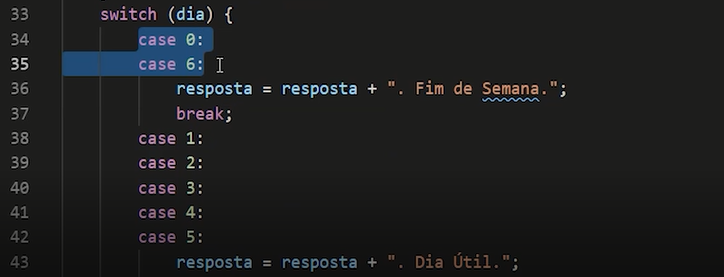 33 switch (dia) {
34 case 0:
35 case 6:
36 resposta = resposta + ". Fim de Semana.";
37 break;
38 case 1:
39 case 2:
40 case 3:
41 case 4:
42 case 5:
43 resposta = resposta + ". Dia Útil.";